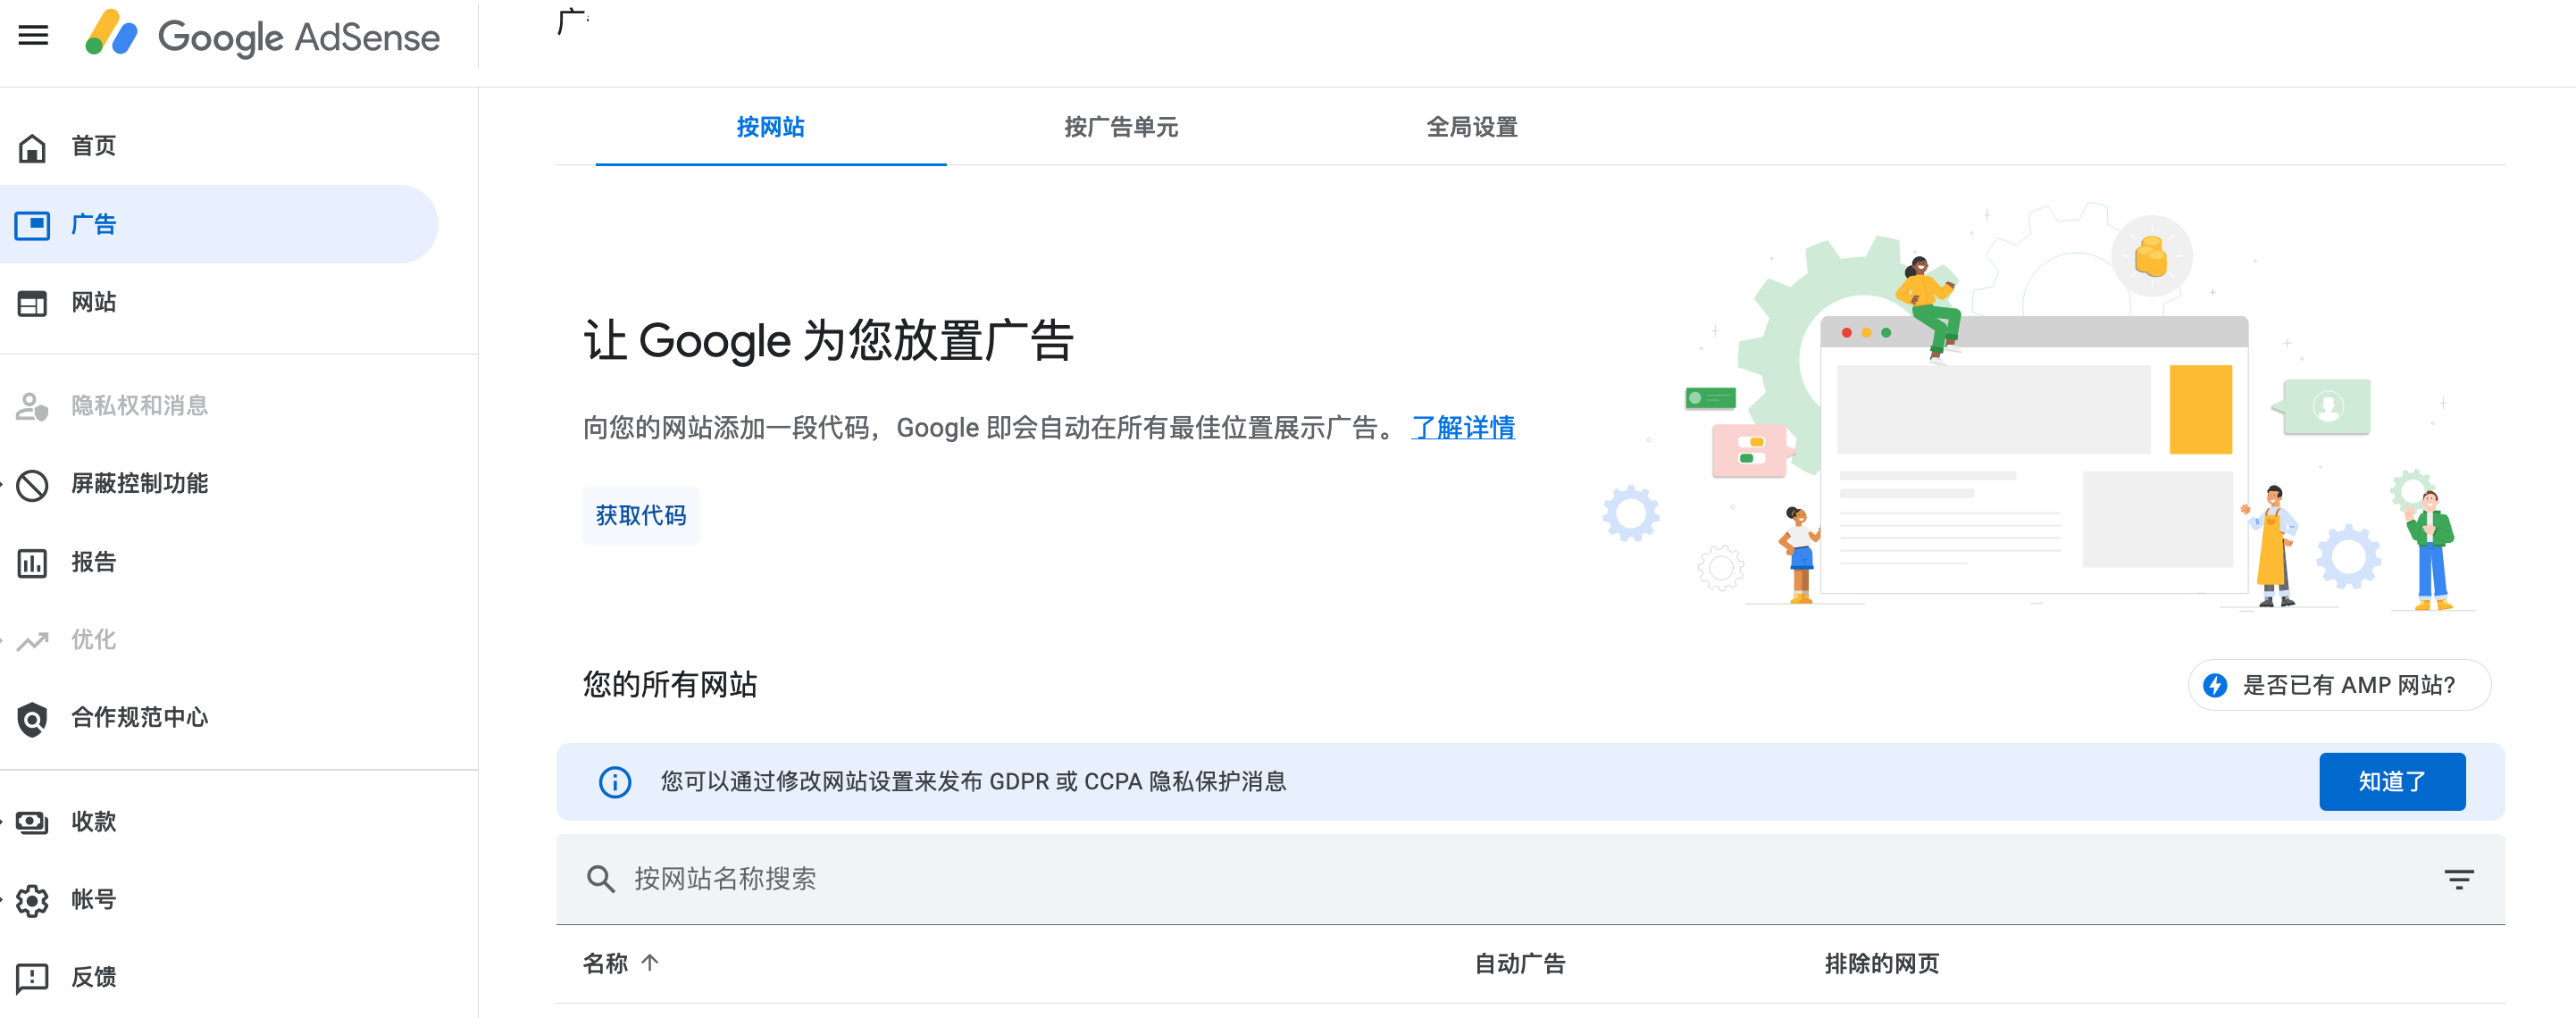 Google AdSense
广
首页
广告
网站
隐私权和消息
屏蔽控制功能
报告
优化
合作规范中心
收款
帐号
反馈
按网站
按广告单元
全局设置
让 Google 为您放置广告
向您的网站添加一段代码，Google 即会自动在所有最佳位置展示广告。 了解详情
获取代码
您的所有网站
是否已有 AMP 网站?
您可以通过修改网站设置来发布 GDPR 或 CCPA 隐私保护消息
知道了
按网站名称搜索
名称
自动广告
排除的网页